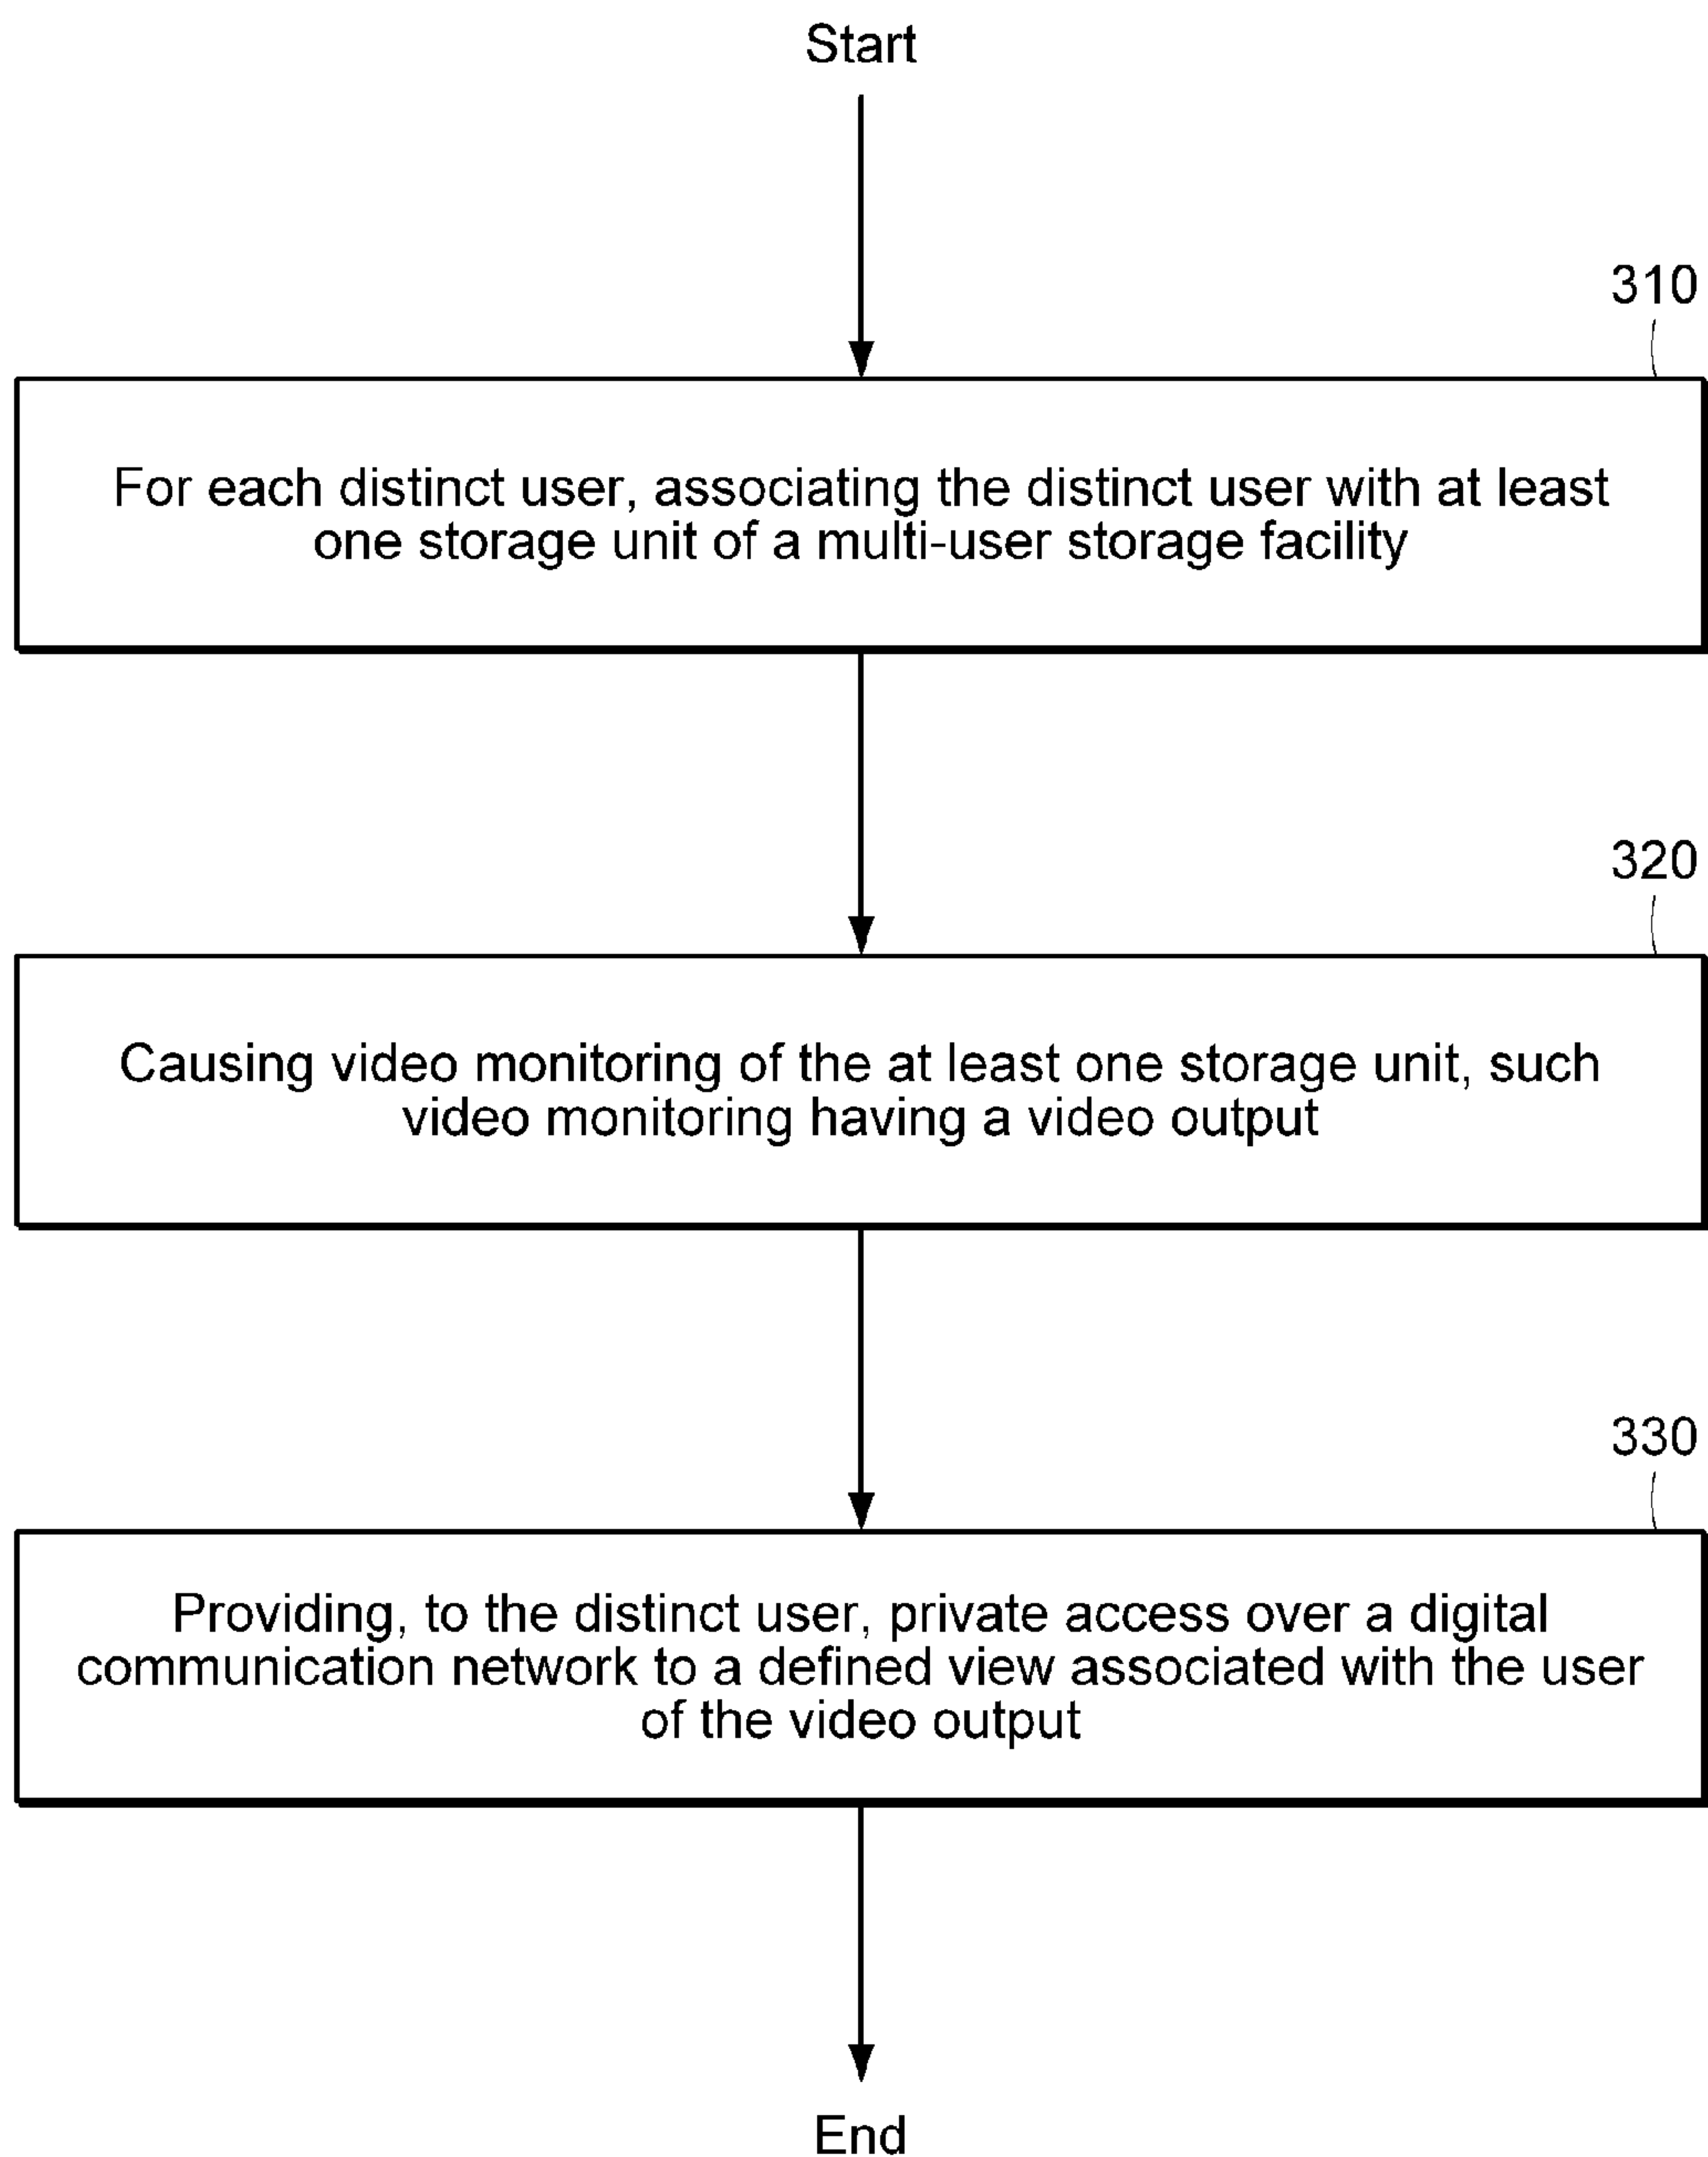 Start
310
For each distinct user, associating the distinct user with at least
one storage unit of a multi-user storage facility
320
Causing video monitoring of the at least one storage unit, such
video monitoring having a video output
330
Providing, to the distinct user, private access over a digital
communication network to a defined view associated with the user
of the video output
End